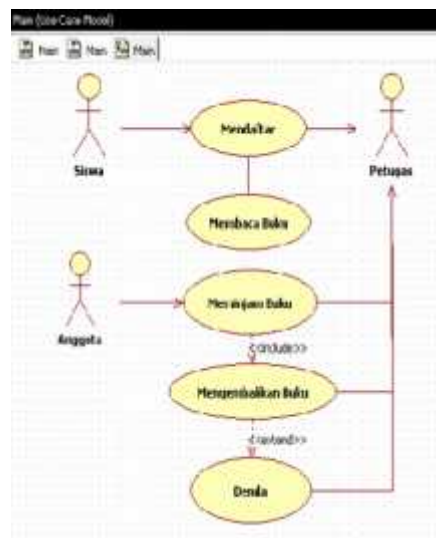 Main (Use Case Model)
Main Main Main
Mendaftar
Siswa
Petugas
Membaca Buku
Meminjam Buku
Anggota
<<include>>
Mengembalikan Buku
<<extend>>
Denda